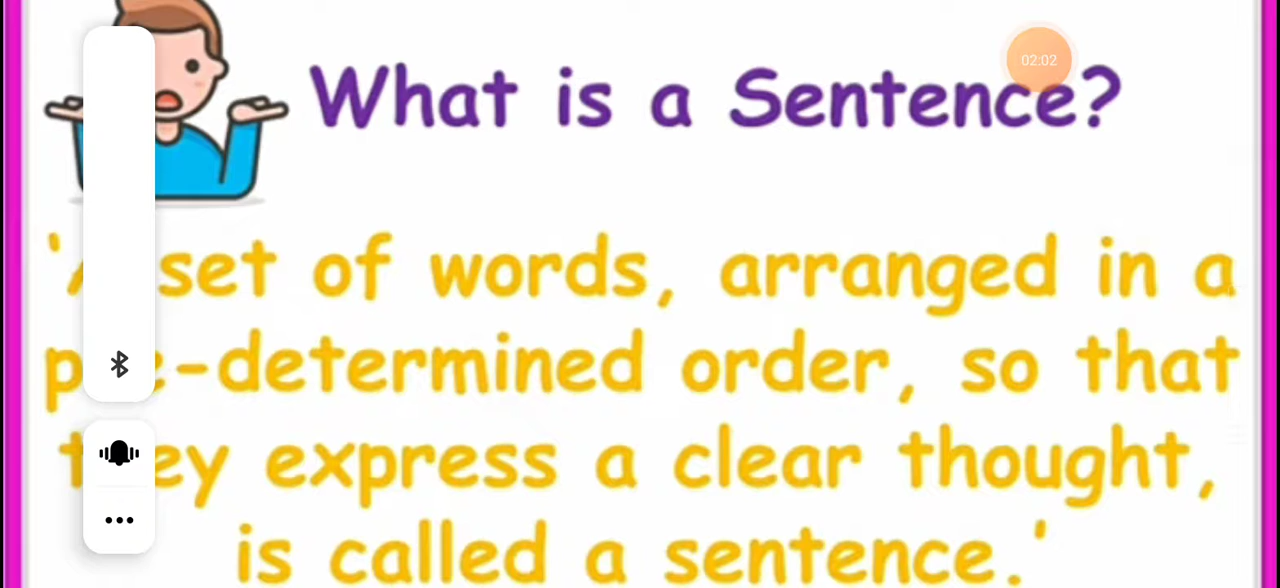 What is a Sentence?
02:02
set of words, arranged in a
-determined order, so that
express a clear thought,
is called a sentence.'